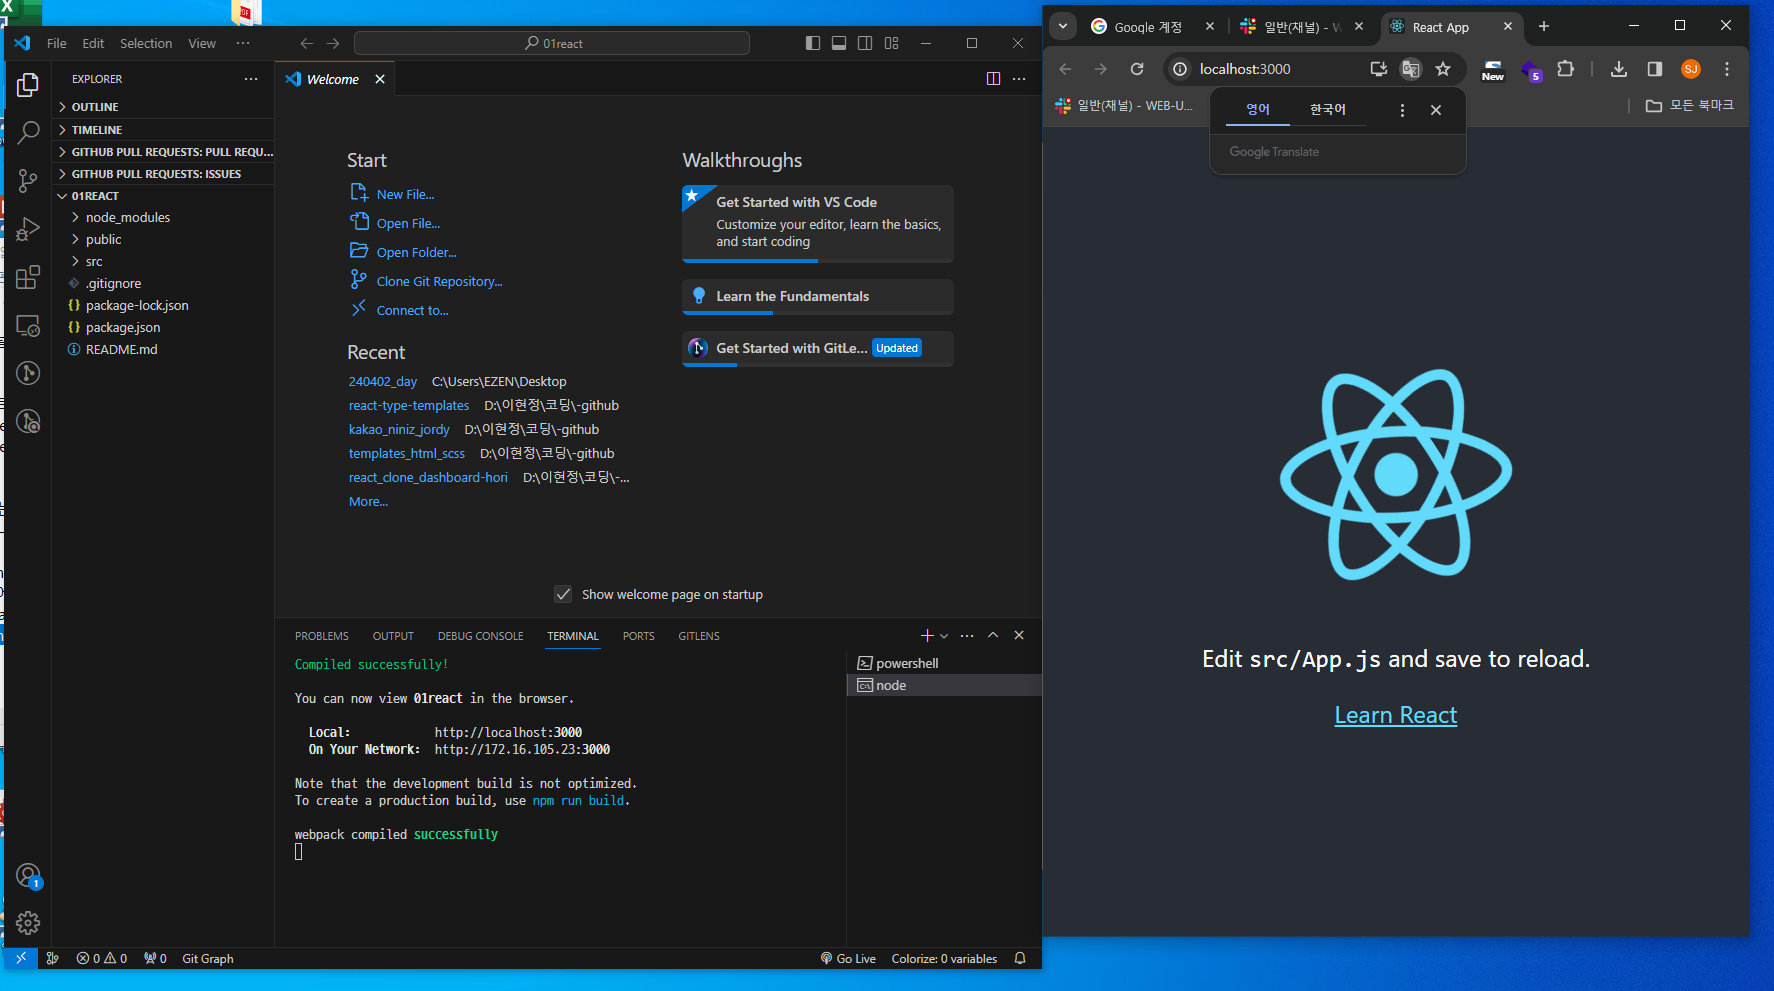 File Edit Selection View ...
01react
EXPLORER
OUTLINE
TIMELINE
GITHUB PULL REQUESTS: PULL REQU...
GITHUB PULL REQUESTS: ISSUES
01REACT
node_modules
public
src
.gitignore
package-lock.json
package.json
README.md
1
Welcome
Start
New File...
Open File...
Open Folder...
Clone Git Repository...
Connect to...
Recent
240402_day C:\Users\EZEN\Desktop
react-type-templates D:\이현정\코딩\-github
kakao_niniz_jordy D:\이현정\코딩\-github
templates_html_scss D:\이현정\코딩\-github
react_clone_dashboard-hori D:\이현정\코딩\-...
More...
Walkthroughs
Get Started with VS Code
Customize your editor, learn the basics,
and start coding
Learn the Fundamentals
Get Started with GitLe... Updated
Show welcome page on startup
PROBLEMS OUTPUT DEBUG CONSOLE TERMINAL PORTS GITLENS
Compiled successfully!
You can now view 01react in the browser.
Local: http://localhost:3000
On Your Network: http://172.16.105.23:3000
Note that the development build is not optimized.
To create a production build, use npm run build.
webpack compiled successfully
powershell
node
0 0 0 Git Graph
Go Live Colorize: 0 variables
Google 계정 일반(채널) - W React App
localhost:3000
New 5 SJ
일반(채널) - WEB-U...
모든 북마크
영어 한국어
Google Translate
Edit src/App.js and save to reload.
Learn React
PDF